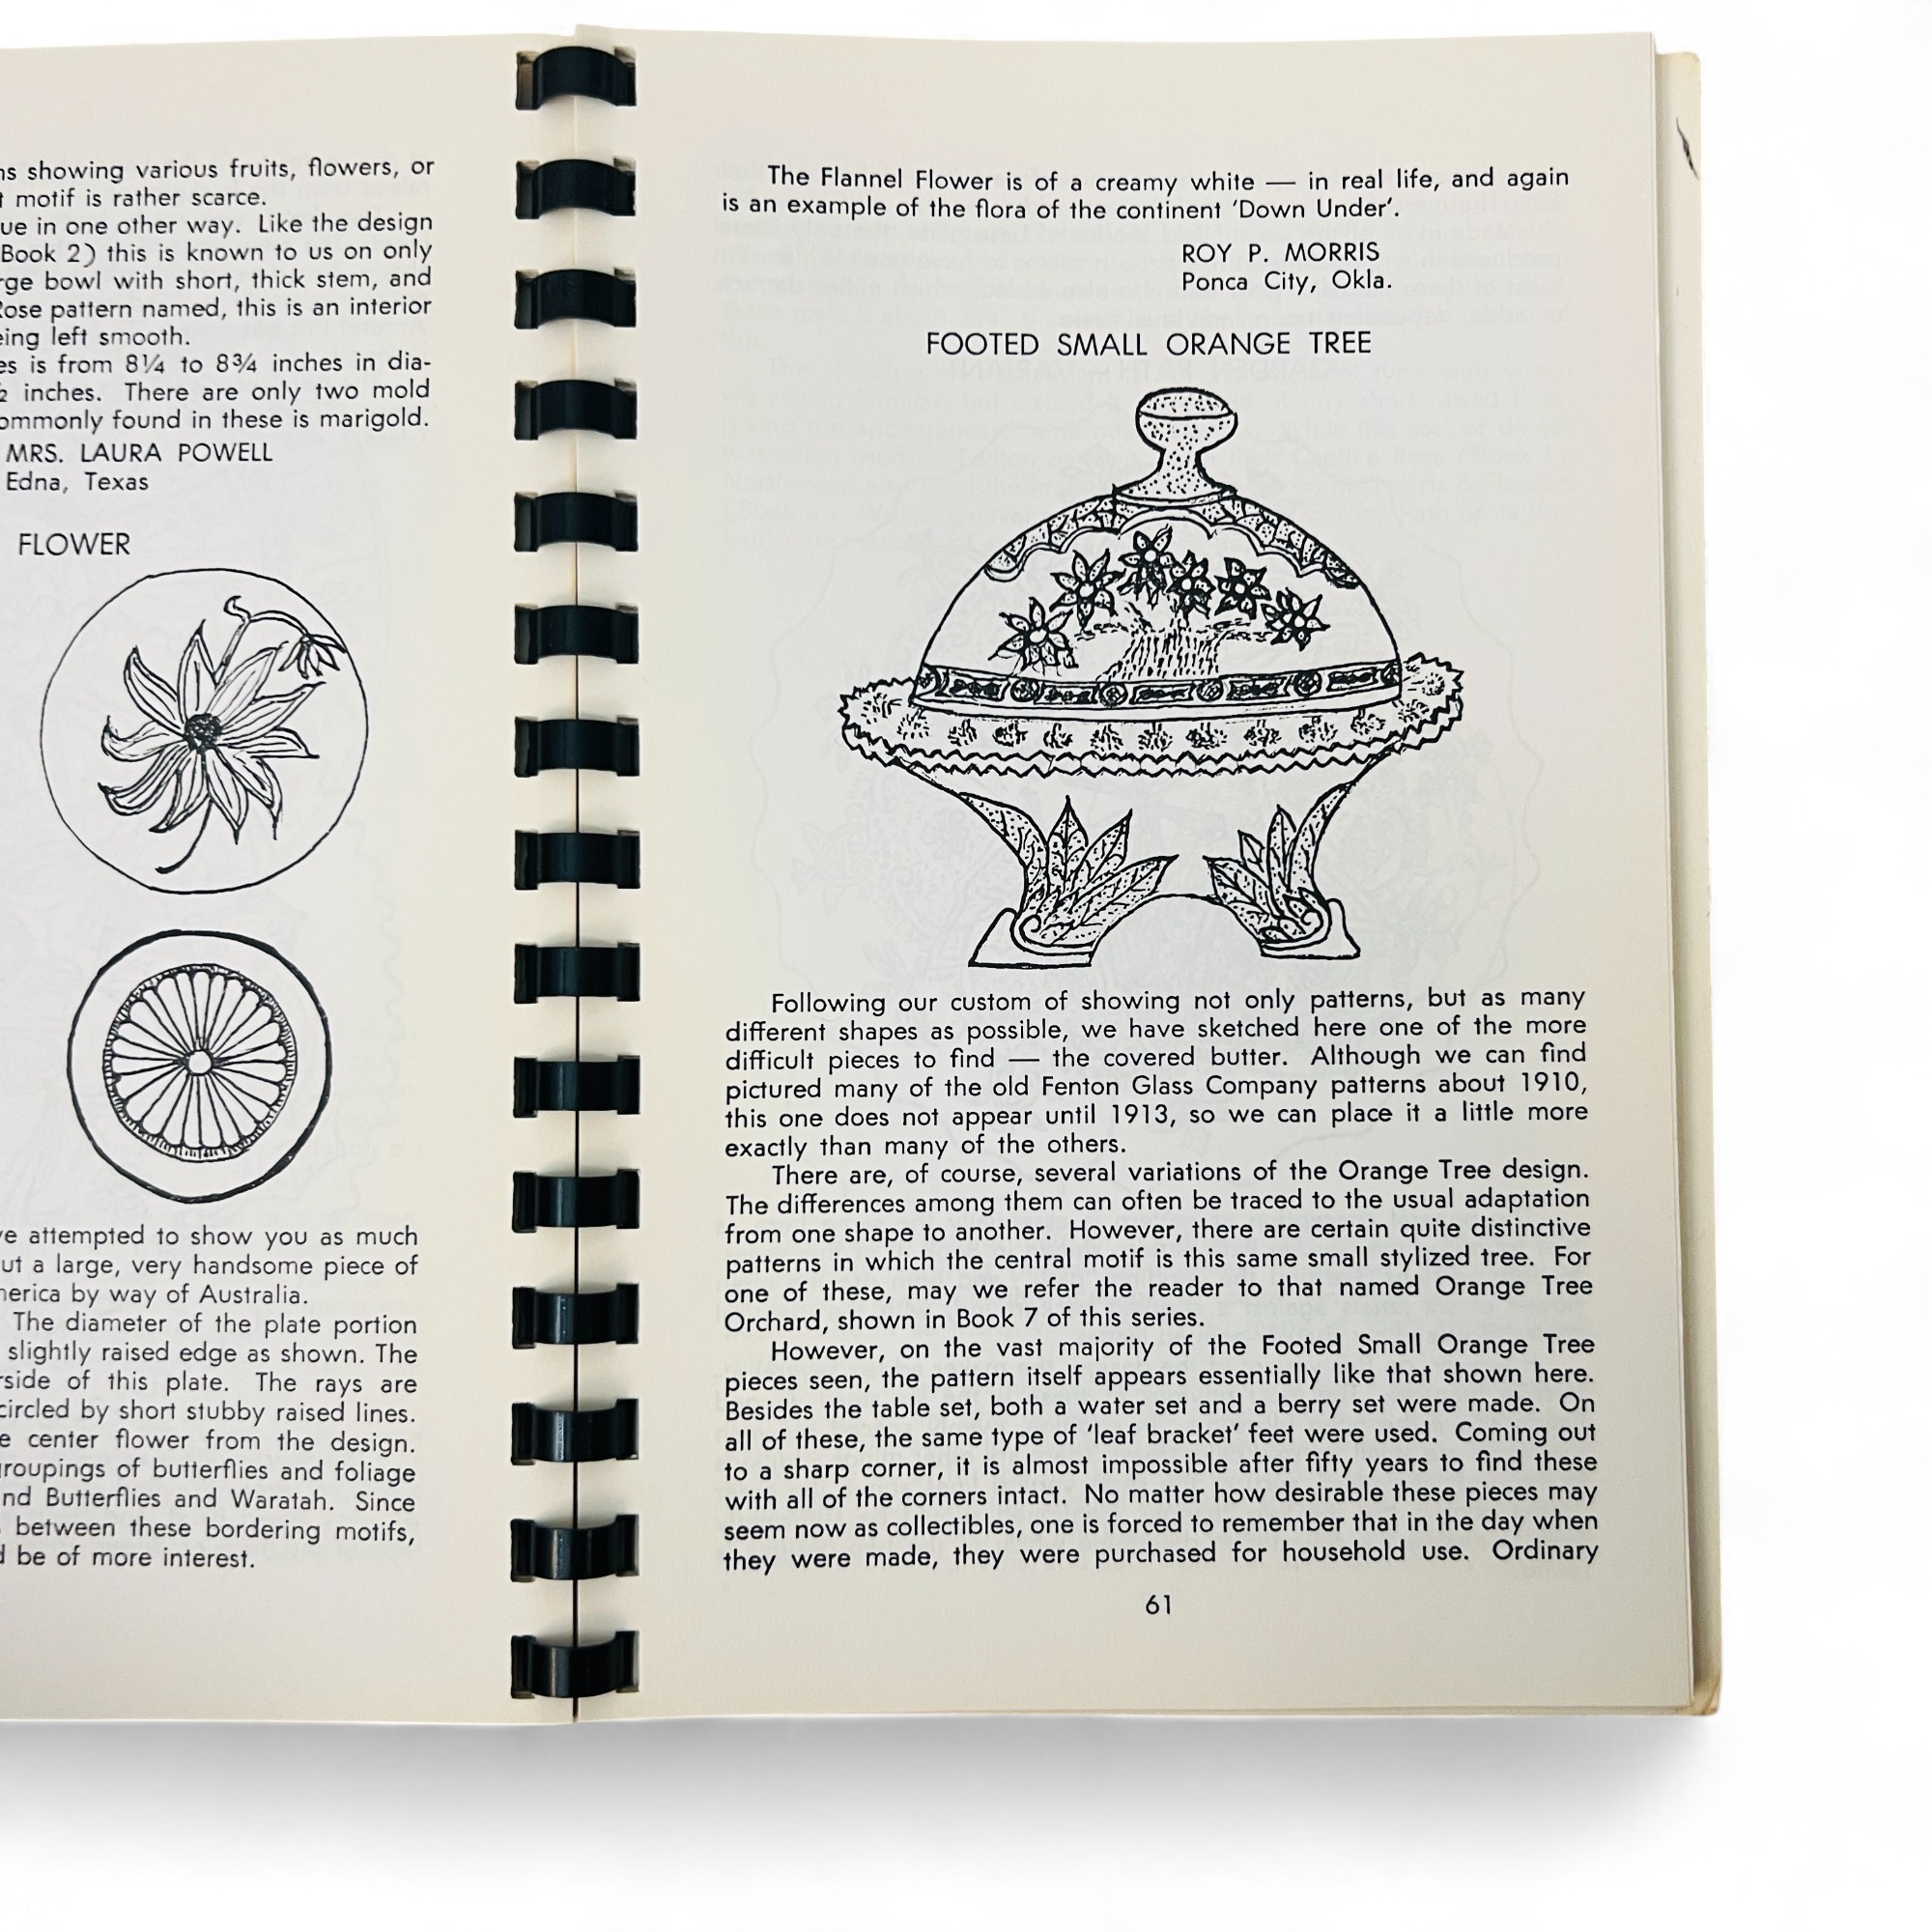 ns showing various fruits, flowers, or
t motif is rather scarce.
ue in one other way. Like the design
Book 2) this is known to us on only
rge bowl with short, thick stem, and
Rose pattern named, this is an interior
eing left smooth.
es is from 8¼ to 8¾ inches in dia-
½ inches. There are only two mold
ommonly found in these is marigold.
MRS. LAURA POWELL
Edna, Texas
FLOWER
ve attempted to show you as much
ut a large, very handsome piece of
merica by way of Australia.
The diameter of the plate portion
slightly raised edge as shown. The
rside of this plate. The rays are
circled by short stubby raised lines.
e center flower from the design.
groupings of butterflies and foliage
nd Butterflies and Waratah. Since
between these bordering motifs,
d be of more interest.
The Flannel Flower is of a creamy white — in real life, and again
is an example of the flora of the continent 'Down Under'.
ROY P. MORRIS
Ponca City, Okla.
FOOTED SMALL ORANGE TREE
Following our custom of showing not only patterns, but as many
different shapes as possible, we have sketched here one of the more
difficult pieces to find — the covered butter. Although we can find
pictured many of the old Fenton Glass Company patterns about 1910,
this one does not appear until 1913, so we can place it a little more
exactly than many of the others.
There are, of course, several variations of the Orange Tree design.
The differences among them can often be traced to the usual adaptation
from one shape to another. However, there are certain quite distinctive
patterns in which the central motif is this same small stylized tree. For
one of these, may we refer the reader to that named Orange Tree
Orchard, shown in Book 7 of this series.
However, on the vast majority of the Footed Small Orange Tree
pieces seen, the pattern itself appears essentially like that shown here.
Besides the table set, both a water set and a berry set were made. On
all of these, the same type of 'leaf bracket' feet were used. Coming out
to a sharp corner, it is almost impossible after fifty years to find these
with all of the corners intact. No matter how desirable these pieces may
seem now as collectibles, one is forced to remember that in the day when
they were made, they were purchased for household use. Ordinary
61